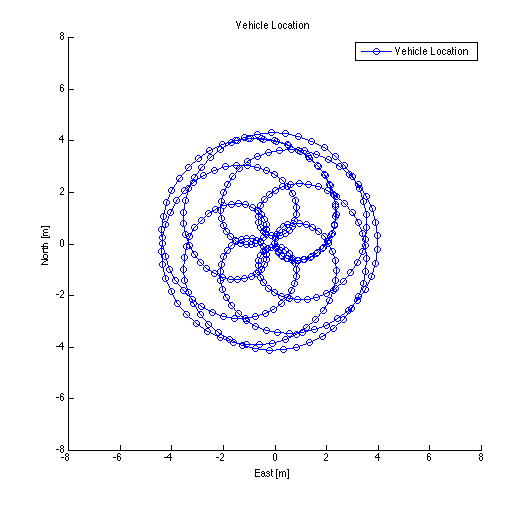 Vehicle Location
Vehicle Location
8
6
4
2
0
-2
-4
-6
-8
North [m]
-8 -6 -4 -2 0 2 4 6 8
East [m]